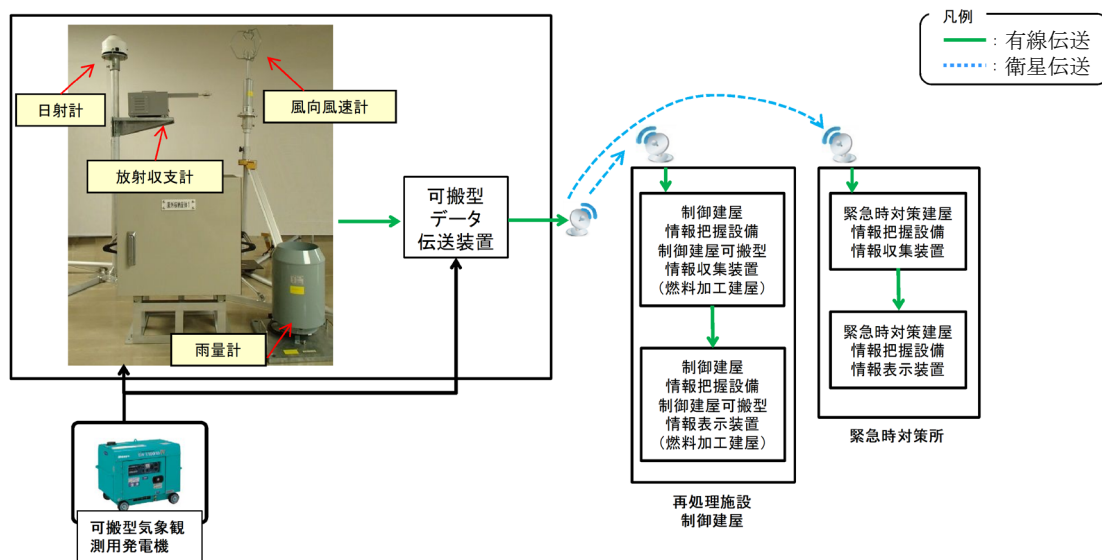 凡例
：有線伝送
：衛星伝送
日射計
風向風速計
放射収支計
雨量計
可搬型
データ
伝送装置
可搬型気象観
測用発電機
制御建屋
情報把握設備
制御建屋可搬型
情報収集装置
（燃料加工建屋）
制御建屋
情報把握設備
制御建屋可搬型
情報表示装置
（燃料加工建屋）
再処理施設
制御建屋
緊急時対策建屋
情報把握設備
情報収集装置
緊急時対策建屋
情報把握設備
情報表示装置
緊急時対策所